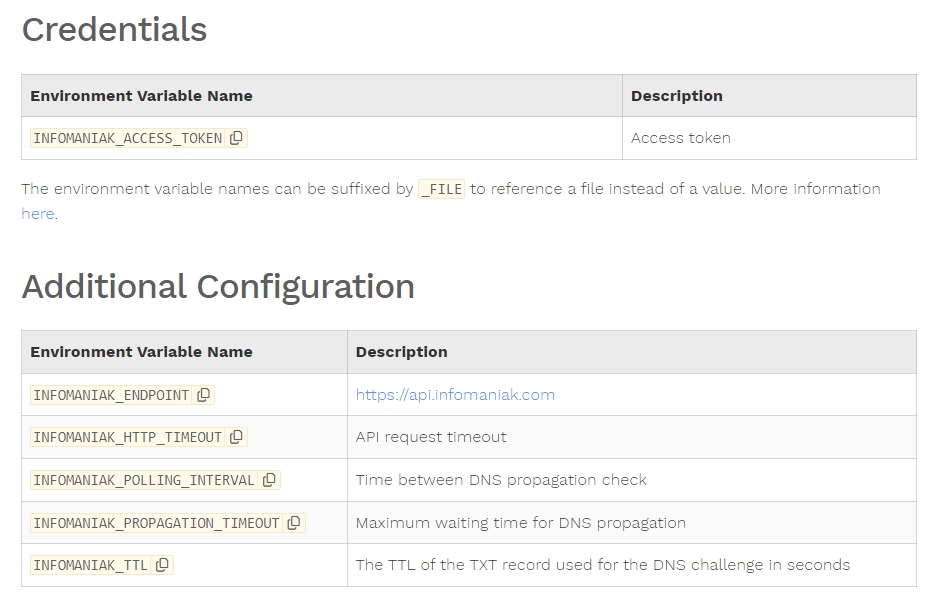 Credentials
Environment Variable Name Description
INFOMANIAK_ACCESS_TOKEN Access token
The environment variable names can be suffixed by _FILE to reference a file instead of a value. More information
here.
Additional Configuration
Environment Variable Name Description
INFOMANIAK_ENDPOINT https://api.infomaniak.com
INFOMANIAK_HTTP_TIMEOUT API request timeout
INFOMANIAK_POLLING_INTERVAL Time between DNS propagation check
INFOMANIAK_PROPAGATION_TIMEOUT Maximum waiting time for DNS propagation
INFOMANIAK_TTL The TTL of the TXT record used for the DNS challenge in seconds